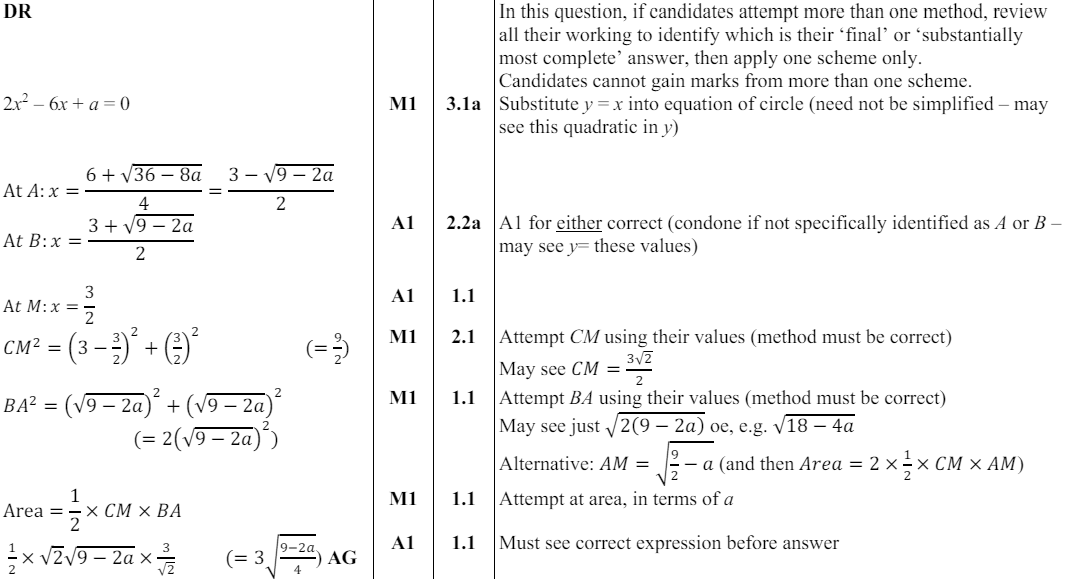 DR In this question, if candidates attempt more than one method, review
all their working to identify which is their ‘final’ or ‘substantially
most complete’ answer, then apply one scheme only.
Candidates cannot gain marks from more than one scheme.
2x² – 6x + a = 0 M1 3.1a Substitute y = x into equation of circle (need not be simplified – may
see this quadratic in y)
At A: x = (6 + √(36 − 8a))/4 = (3 − √(9 − 2a))/2
At B: x = (3 + √(9 − 2a))/2 A1 2.2a A1 for either correct (condone if not specifically identified as A or B –
may see y= these values)
At M: x = 3/2 A1 1.1
CM² = (3 − 3/2)² + (3/2)² (= 9/2) M1 2.1 Attempt CM using their values (method must be correct)
May see CM = 3√2/2
BA² = (√(9 − 2a))² + (√(9 − 2a))² M1 1.1 Attempt BA using their values (method must be correct)
(= 2(√(9 − 2a))²) May see just √(2(9 − 2a)) oe, e.g. √(18 − 4a)
Alternative: AM = √(9/2 − a) (and then Area = 2 × 1/2 × CM × AM)
Area = 1/2 × CM × BA M1 1.1 Attempt at area, in terms of a
1/2 × √2√(9 − 2a) × 3/√2 (= 3√((9−2a)/4)) AG A1 1.1 Must see correct expression before answer